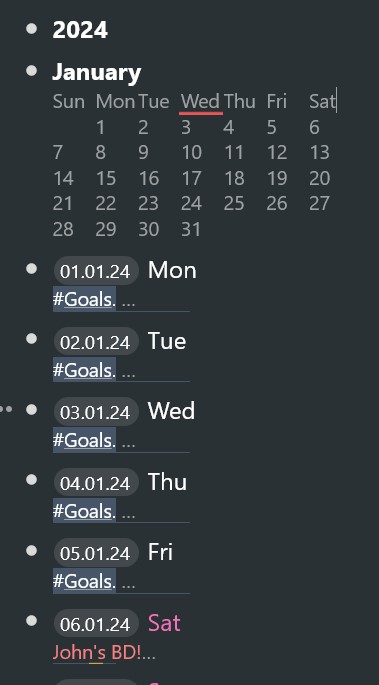 2024
January
Sun Mon Tue Wed Thu Fri Sat
1 2 3 4 5 6
7 8 9 10 11 12 13
14 15 16 17 18 19 20
21 22 23 24 25 26 27
28 29 30 31
01.01.24 Mon
#Goals. ...
02.01.24 Tue
#Goals. ...
03.01.24 Wed
#Goals. ...
04.01.24 Thu
#Goals. ...
05.01.24 Fri
#Goals. ...
06.01.24 Sat
John's BD!...